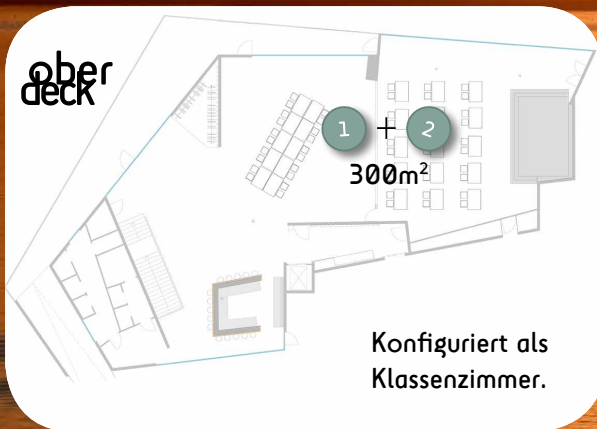 ober
deck
1 + 2
300m²
Konfiguriert als
Klassenzimmer.